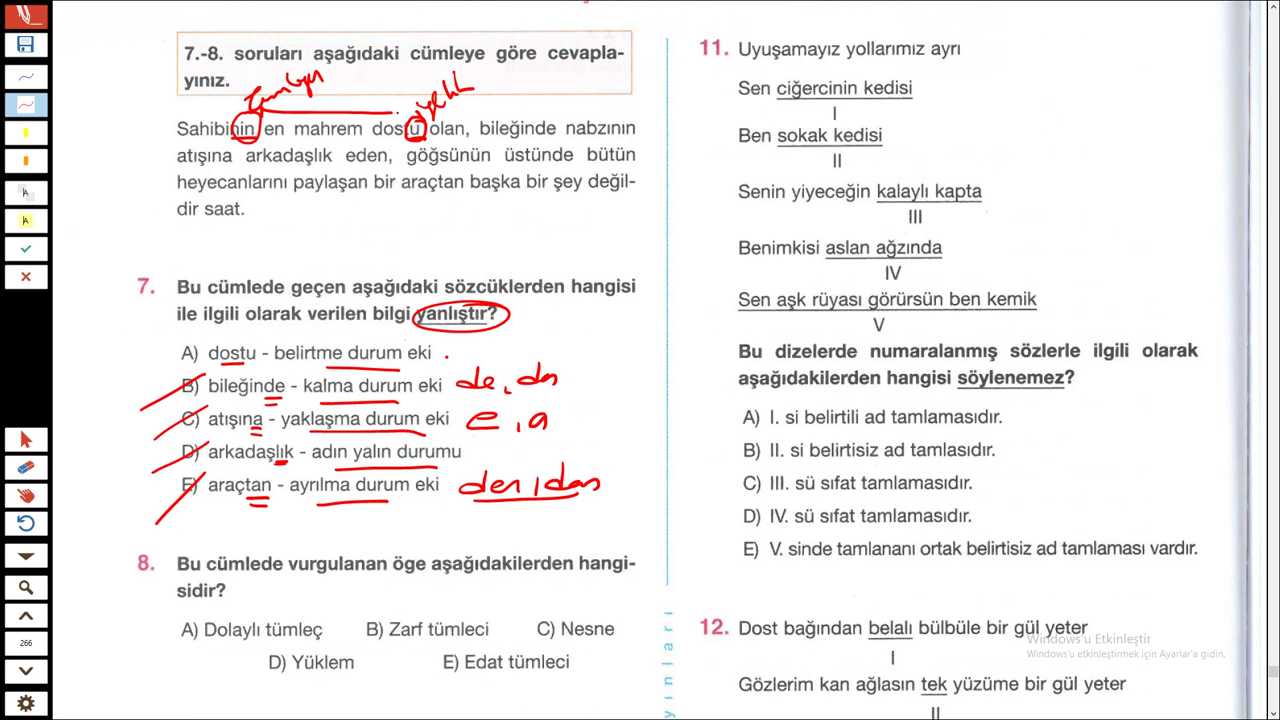 7.-8. soruları aşağıdaki cümleye göre cevapla-
yınız.
Sahibinin en mahrem dostu olan, bileğinde nabzının
atışına arkadaşlık eden, göğsünün üstünde bütün
heyecanlarını paylaşan bir araçtan başka bir şey değil-
dir saat.
7. Bu cümlede geçen aşağıdaki sözcüklerden hangisi
ile ilgili olarak verilen bilgi yanlıştır?
A) dostu - belirtme durum eki
B) bileğinde - kalma durum eki de, da
C) atışına - yaklaşma durum eki e, a
D) arkadaşlık - adın yalın durumu
E) araçtan - ayrılma durum eki den, dan
8. Bu cümlede vurgulanan öge aşağıdakilerden hangi-
sidir?
A) Dolaylı tümleç B) Zarf tümleci C) Nesne
D) Yüklem E) Edat tümleci
266
yınları
11. Uyuşamayız yollarımız ayrı
Sen ciğercinin kedisi
I
Ben sokak kedisi
II
Senin yiyeceğin kalaylı kapta
III
Benimkisi aslan ağzında
IV
Sen aşk rüyası görürsün ben kemik
V
Bu dizelerde numaralanmış sözlerle ilgili olarak
aşağıdakilerden hangisi söylenemez?
A) I. si belirtili ad tamlamasıdır.
B) II. si belirtisiz ad tamlasıdır.
C) III. sü sıfat tamlamasıdır.
D) IV. sü sıfat tamlamasıdır.
E) V. sinde tamlananı ortak belirtisiz ad tamlaması vardır.
12. Dost bağından belalı bülbüle bir gül yeter
I
Gözlerim kan ağlasın tek yüzüme bir gül yeter
II
Windows'u Etkinleştir
Windows'u etkinleştirmek için Ayarlar'a gidin.